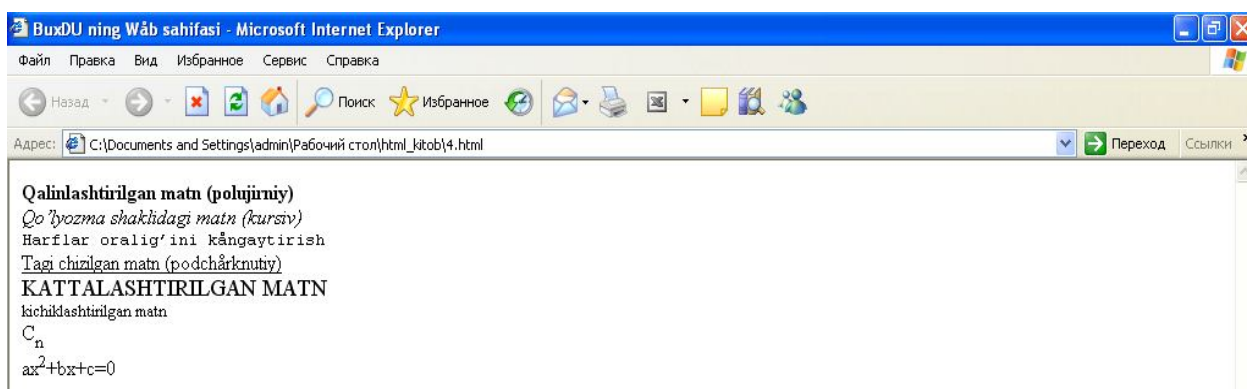 BuxDU ning Wåb sahifasi - Microsoft Internet Explorer
Файл Правка Вид Избранное Сервис Справка
Назад Поиск Избранное
Адрес: C:\Documents and Settings\admin\Рабочий стол\html_kitob\4.html Переход Ссылки »
Qalinlashtirilgan matn (polujirniy)
Qo'lyozma shaklidagi matn (kursiv)
Harflar oralig'ini kångaytirish
Tagi chizilgan matn (podchårknutiy)
KATTALASHTIRILGAN MATN
kichiklashtirilgan matn
Cₙ
ax²+bx+c=0